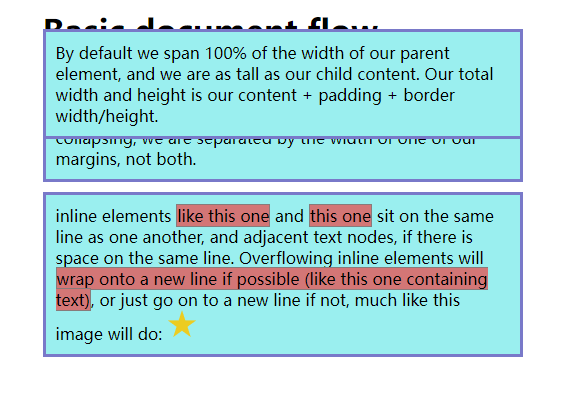 Basic document flow
By default we span 100% of the width of our parent
element, and we are as tall as our child content. Our total
width and height is our content + padding + border
width/height.
collapsing, we are separated by the width of one of our
margins, not both.
inline elements like this one and this one sit on the same
line as one another, and adjacent text nodes, if there is
space on the same line. Overflowing inline elements will
wrap onto a new line if possible (like this one containing
text), or just go on to a new line if not, much like this
image will do: